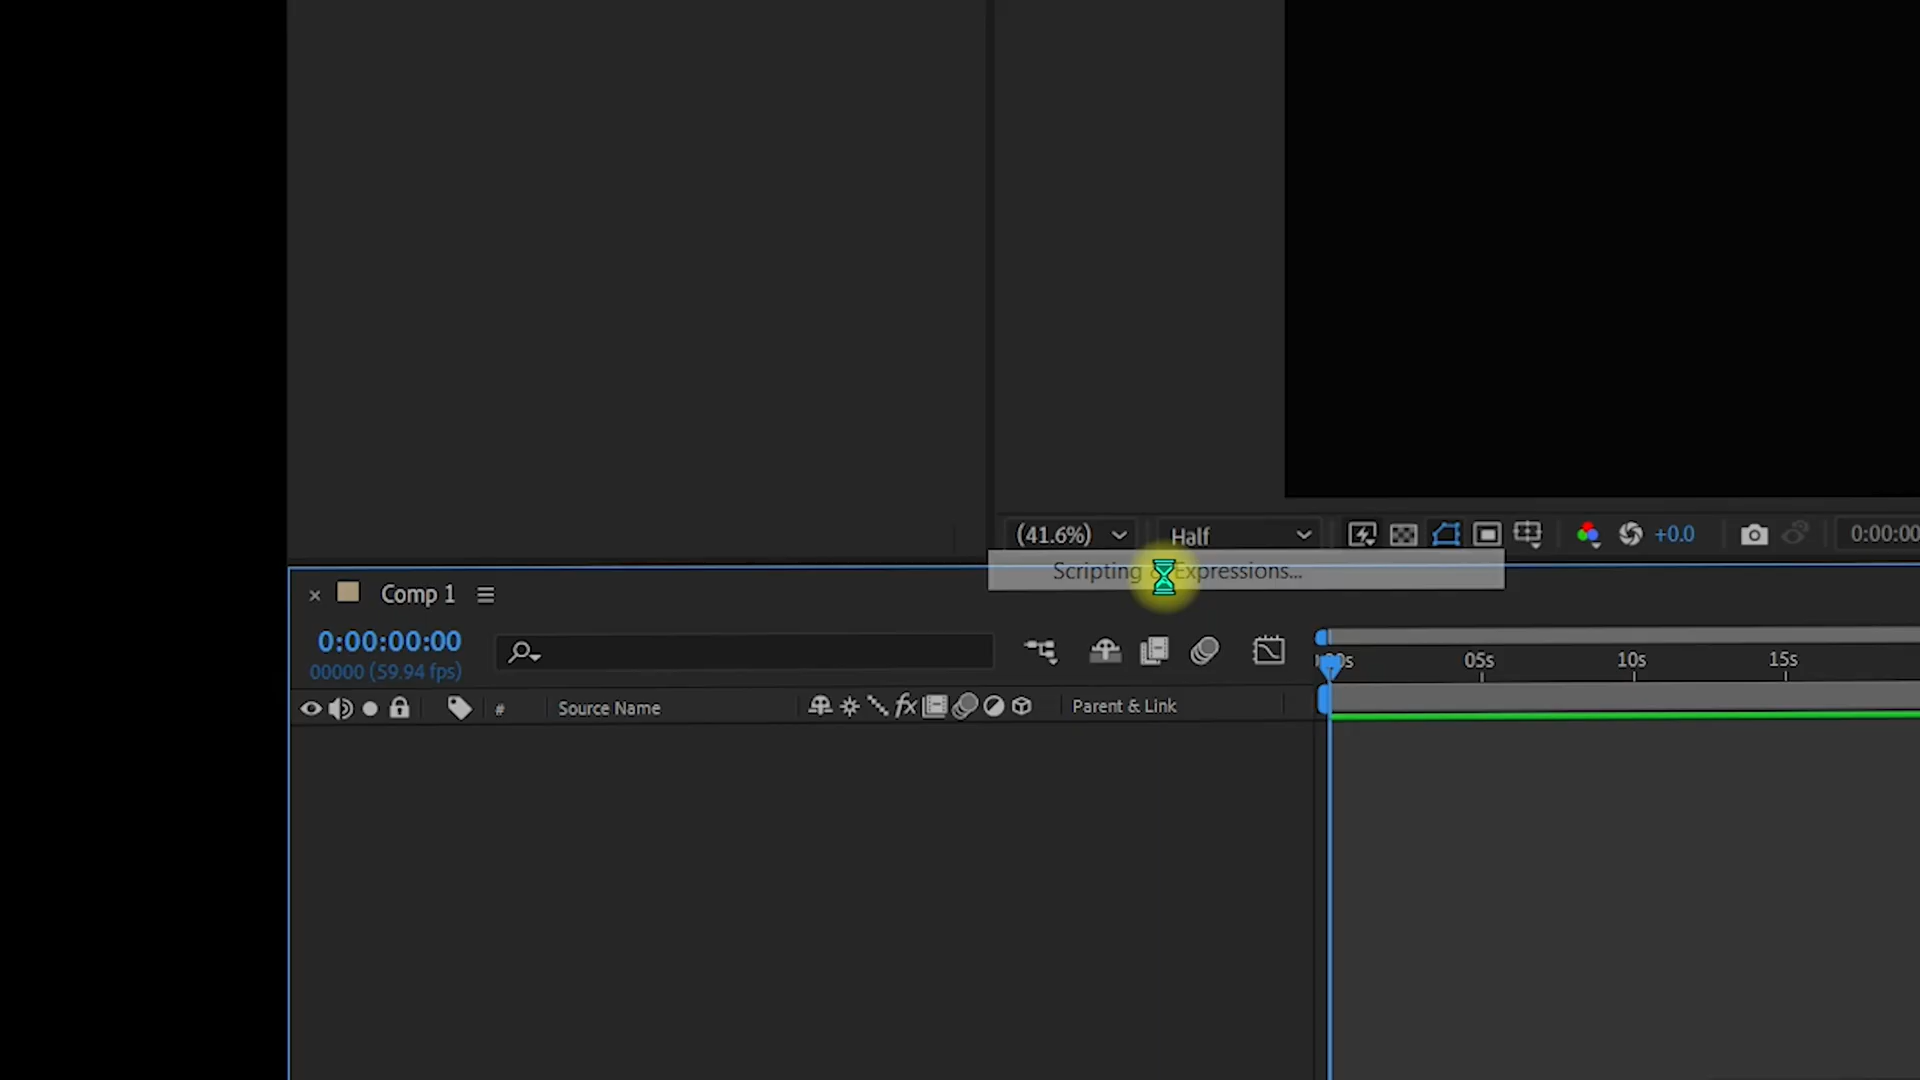 (41.6%)
Half
+0.0
0:00:00
Scripting & Expressions...
Comp 1
0:00:00:00
00000 (59.94 fps)
05s
10s
15s
#
Source Name
fx
Parent & Link